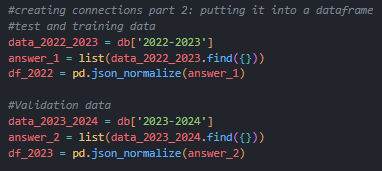 #creating connections part 2: putting it into a dataframe
#test and training data
data_2022_2023 = db['2022-2023']
answer_1 = list(data_2022_2023.find({}))
df_2022 = pd.json_normalize(answer_1)

#Validation data
data_2023_2024 = db['2023-2024']
answer_2 = list(data_2023_2024.find({}))
df_2023 = pd.json_normalize(answer_2)